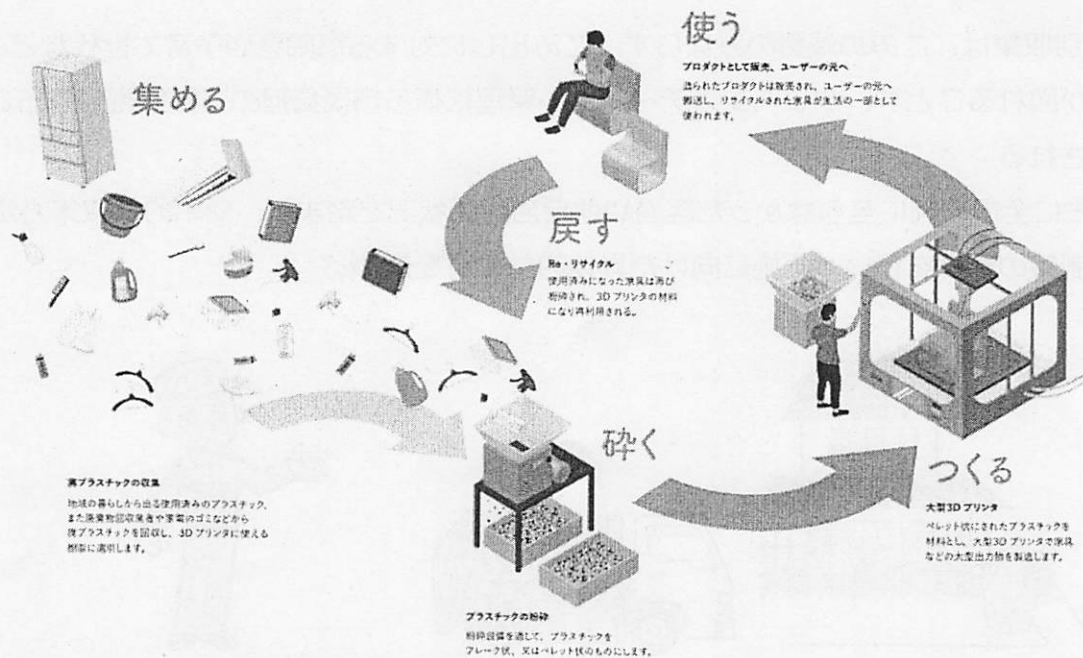 集める
廃プラスチックの収集
地域の暮らしから出る使用済みのプラスチック、
また廃棄物回収業者や家電のゴミなどから
廃プラスチックを回収し、3Dプリンタに使える
樹脂に選別します。
砕く
プラスチックの粉砕
粉砕設備を通して、プラスチックを
フレーク状、又はペレット状のものにします。
つくる
大型3Dプリンタ
ペレット状にされたプラスチックを
材料とし、大型3Dプリンタで家具
などの大型出力物を製造します。
使う
プロダクトとして販売、ユーザーの元へ
造られたプロダクトは販売され、ユーザーの元へ
搬送し、リサイクルされた家具が生活の一部として
使われます。
戻す
Re・リサイクル
使用済みになった家具は再び
粉砕され、3Dプリンタの材料
になり再利用される。